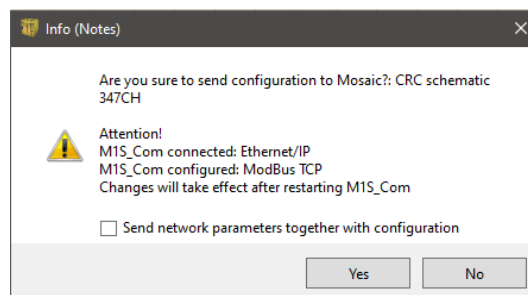 Info (Notes)
Are you sure to send configuration to Mosaic?: CRC schematic
347CH
Attention!
M1S_Com connected: Ethernet/IP
M1S_Com configured: ModBus TCP
Changes will take effect after restarting M1S_Com
Send network parameters together with configuration
Yes
No